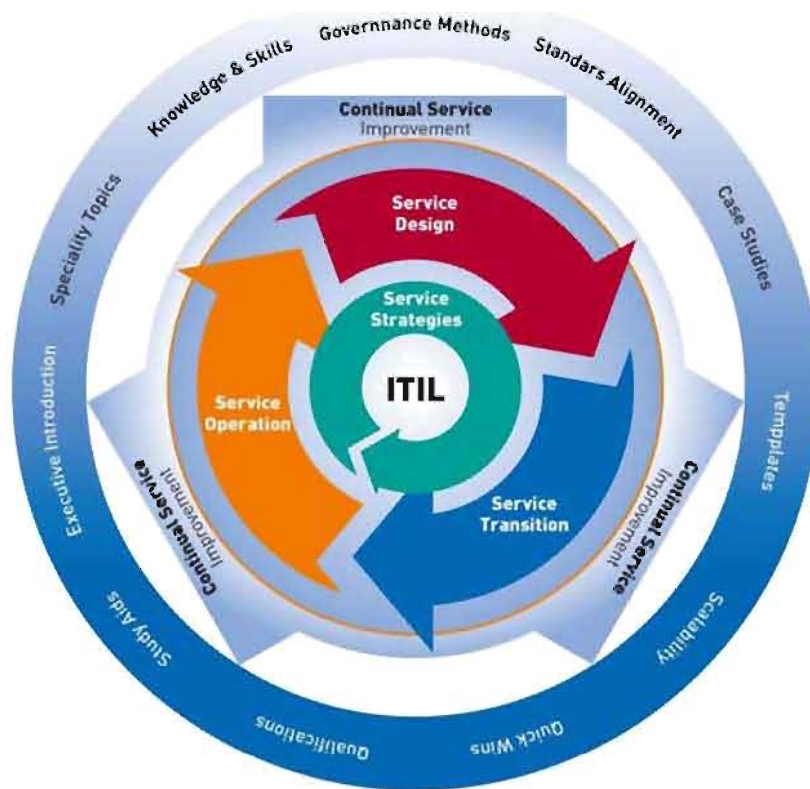 Governnance Methods
Standars Alignment
Case Studies
Templates
Scalability
Quick Wins
Qualifications
Study Aids
Executive Introduction
Speciality Topics
Knowledge & Skills
Continual Service
Improvement
Service
Design
Service
Strategies
ITIL
Service
Operation
Service
Transition
Continual Service
Improvement
Continual Service
Improvement